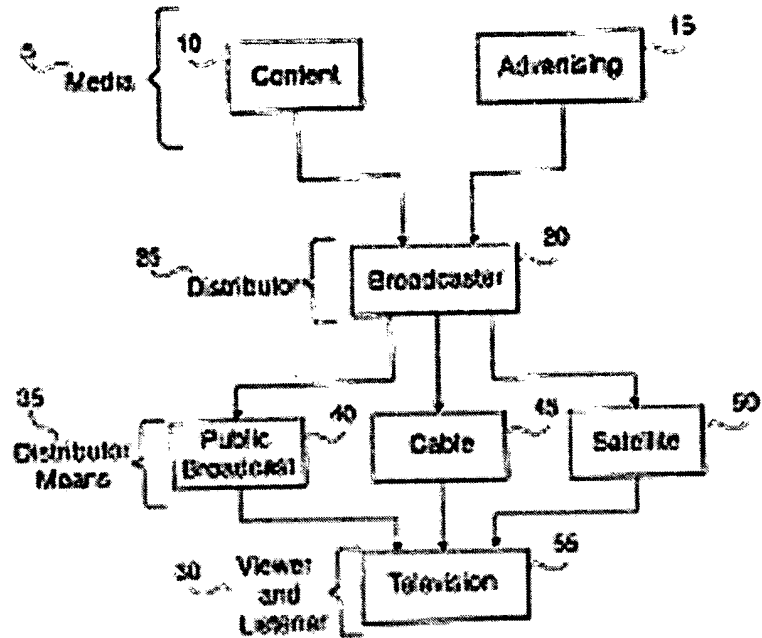 5
Media
10
Content
15
Advertising
25
Distributor
20
Broadcaster
35
Distributor
Means
40
Public
Broadcast
45
Cable
50
Satellite
30
Viewer
and
Listener
55
Television